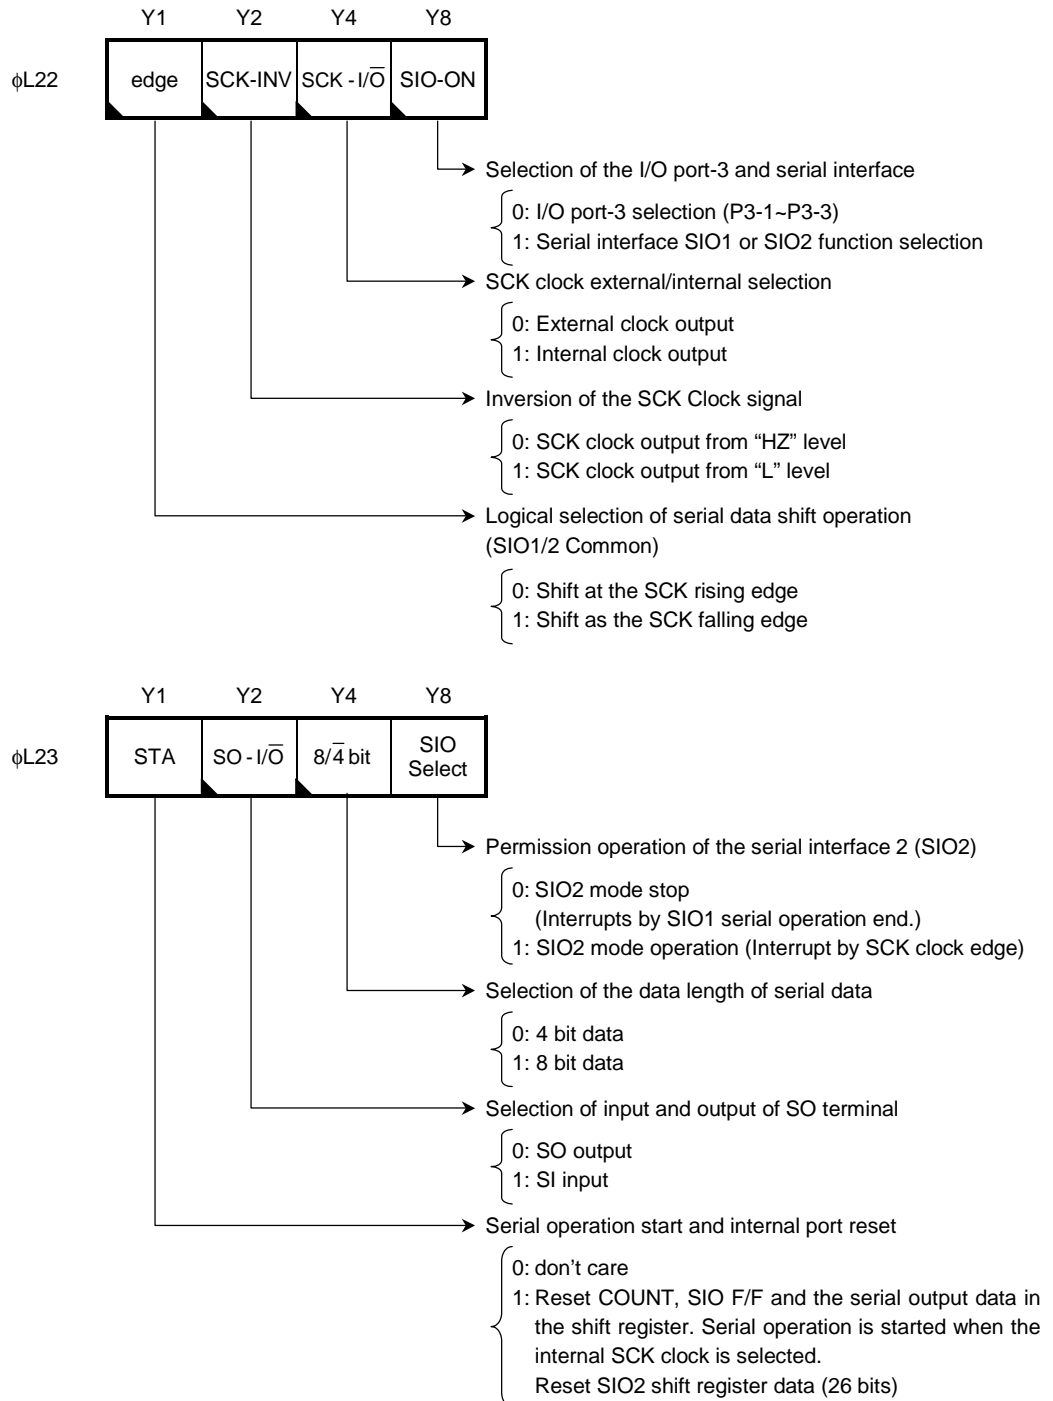 Y1 Y2 Y4 Y8
ϕL22 edge SCK-INV SCK - I/O̅ SIO-ON
Selection of the I/O port-3 and serial interface
0: I/O port-3 selection (P3-1~P3-3)
1: Serial interface SIO1 or SIO2 function selection
SCK clock external/internal selection
0: External clock output
1: Internal clock output
Inversion of the SCK Clock signal
0: SCK clock output from “HZ” level
1: SCK clock output from “L” level
Logical selection of serial data shift operation
(SIO1/2 Common)
0: Shift at the SCK rising edge
1: Shift as the SCK falling edge
Y1 Y2 Y4 Y8
ϕL23 STA SO - I/O̅ 8/4̅ bit SIO
Select
Permission operation of the serial interface 2 (SIO2)
0: SIO2 mode stop
(Interrupts by SIO1 serial operation end.)
1: SIO2 mode operation (Interrupt by SCK clock edge)
Selection of the data length of serial data
0: 4 bit data
1: 8 bit data
Selection of input and output of SO terminal
0: SO output
1: SI input
Serial operation start and internal port reset
0: don't care
1: Reset COUNT, SIO F/F and the serial output data in
the shift register. Serial operation is started when the
internal SCK clock is selected.
Reset SIO2 shift register data (26 bits)